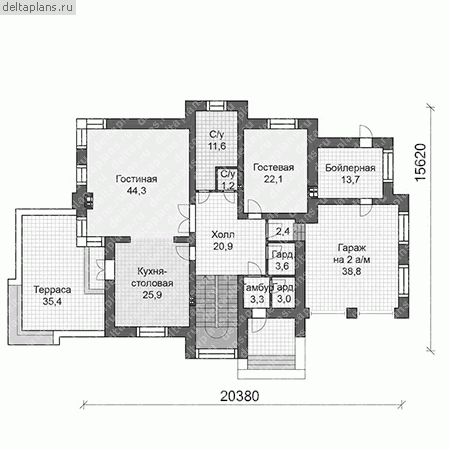 deltaplans.ru
С/у
11,6
Гостевая
22,1
Бойлерная
13,7
С/у
1,2
Гостиная
44,3
Холл
20,9
2,4
Гараж
на 2 а/м
38,8
Гард
3,6
Кухня-
столовая
25,9
Терраса
35,4
Тамбур
3,3
Гард
3,0
15620
20380